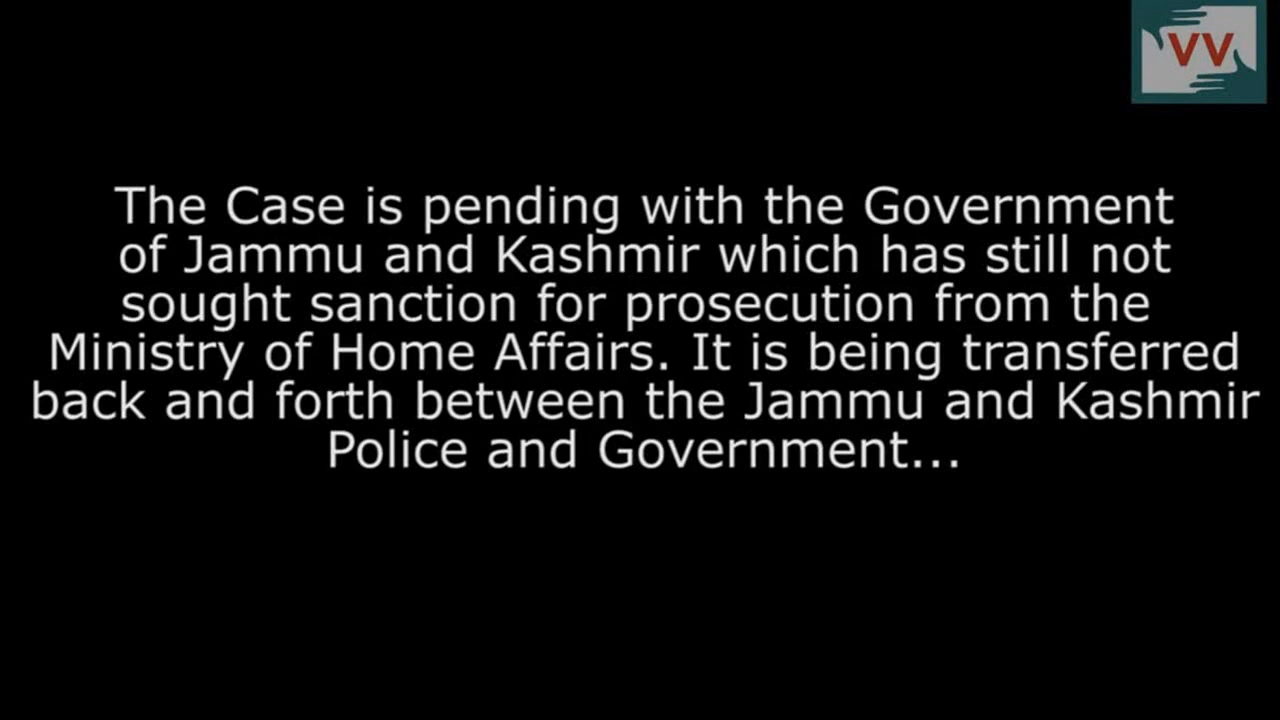 VV
The Case is pending with the Government
of Jammu and Kashmir which has still not
sought sanction for prosecution from the
Ministry of Home Affairs. It is being transferred
back and forth between the Jammu and Kashmir
Police and Government...